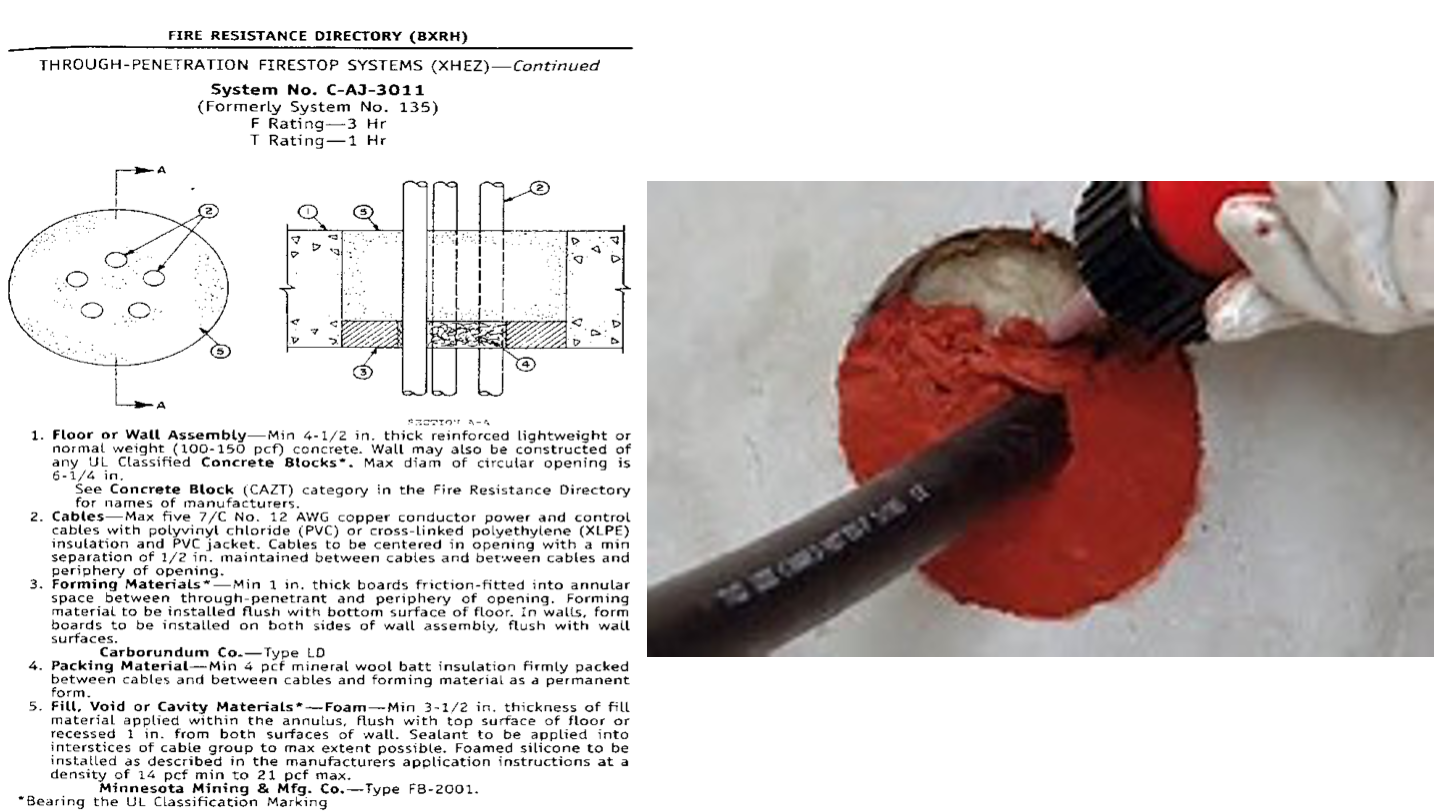 FIRE RESISTANCE DIRECTORY (BXRH)
THROUGH-PENETRATION FIRESTOP SYSTEMS (XHEZ)—Continued
System No. C-AJ-3011
(Formerly System No. 135)
F Rating—3 Hr
T Rating—1 Hr
A
2
1
5
2
5
3
4
A
SECTION A-A
1. Floor or Wall Assembly—Min 4-1/2 in. thick reinforced lightweight or
normal weight (100-150 pcf) concrete. Wall may also be constructed of
any UL Classified Concrete Blocks*. Max diam of circular opening is
6-1/4 in.
See Concrete Block (CAZT) category in the Fire Resistance Directory
for names of manufacturers.
2. Cables—Max five 7/C No. 12 AWG copper conductor power and control
cables with polyvinyl chloride (PVC) or cross-linked polyethylene (XLPE)
insulation and PVC jacket. Cables to be centered in opening with a min
separation of 1/2 in. maintained between cables and between cables and
periphery of opening.
3. Forming Materials*—Min 1 in. thick boards friction-fitted into annular
space between through-penetrant and periphery of opening. Forming
material to be installed flush with bottom surface of floor. In walls, form
boards to be installed on both sides of wall assembly, flush with wall
surfaces.
Carborundum Co.—Type LD
4. Packing Material—Min 4 pcf mineral wool batt insulation firmly packed
between cables and between cables and forming material as a permanent
form.
5. Fill, Void or Cavity Materials*—Foam—Min 3-1/2 in. thickness of fill
material applied within the annulus, flush with top surface of floor or
recessed 1 in. from both surfaces of wall. Sealant to be applied into
interstices of cable group to max extent possible. Foamed silicone to be
installed as described in the manufacturers application instructions at a
density of 14 pcf min to 21 pcf max.
Minnesota Mining & Mfg. Co.—Type FB-2001.
*Bearing the UL Classification Marking